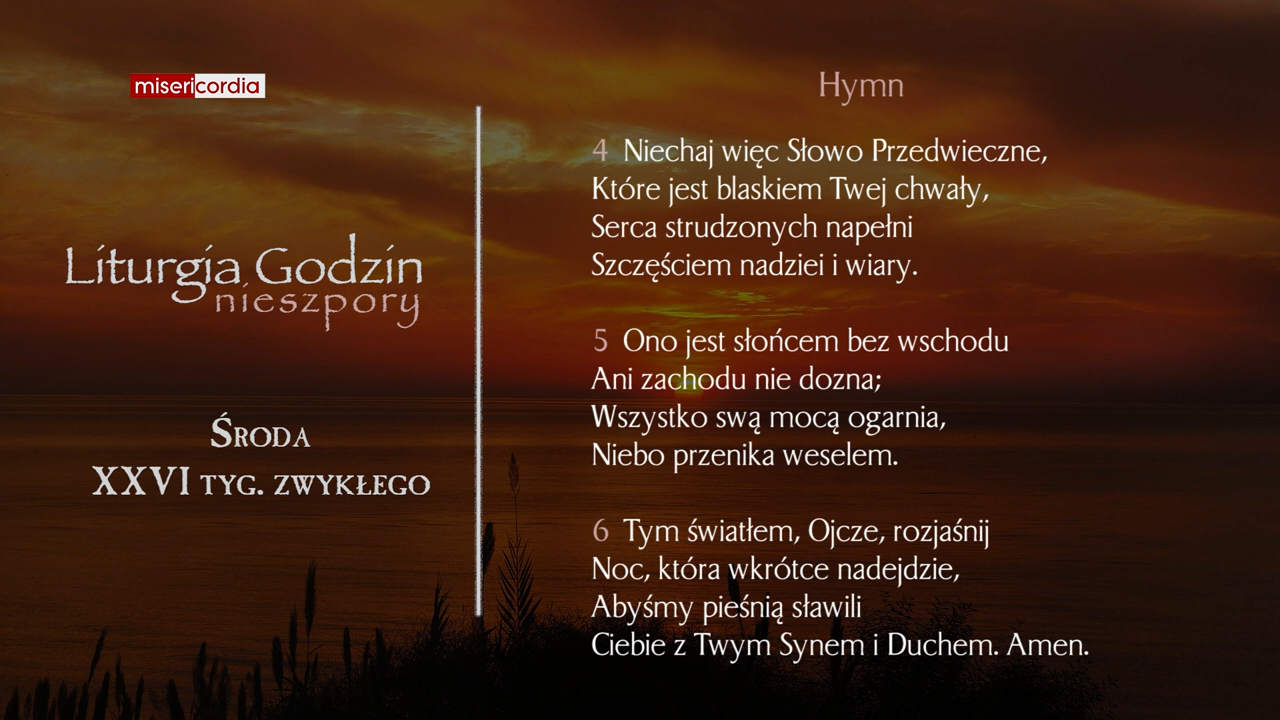 misericordia
Liturgia Godzin
nieszpory
Środa
XXVI tyg. zwykłego
Hymn
4 Niechaj więc Słowo Przedwieczne,
Które jest blaskiem Twej chwały,
Serca strudzonych napełni
Szczęściem nadziei i wiary.
5 Ono jest słońcem bez wschodu
Ani zachodu nie dozna;
Wszystko swą mocą ogarnia,
Niebo przenika weselem.
6 Tym światłem, Ojcze, rozjaśnij
Noc, która wkrótce nadejdzie,
Abyśmy pieśnią sławili
Ciebie z Twym Synem i Duchem. Amen.